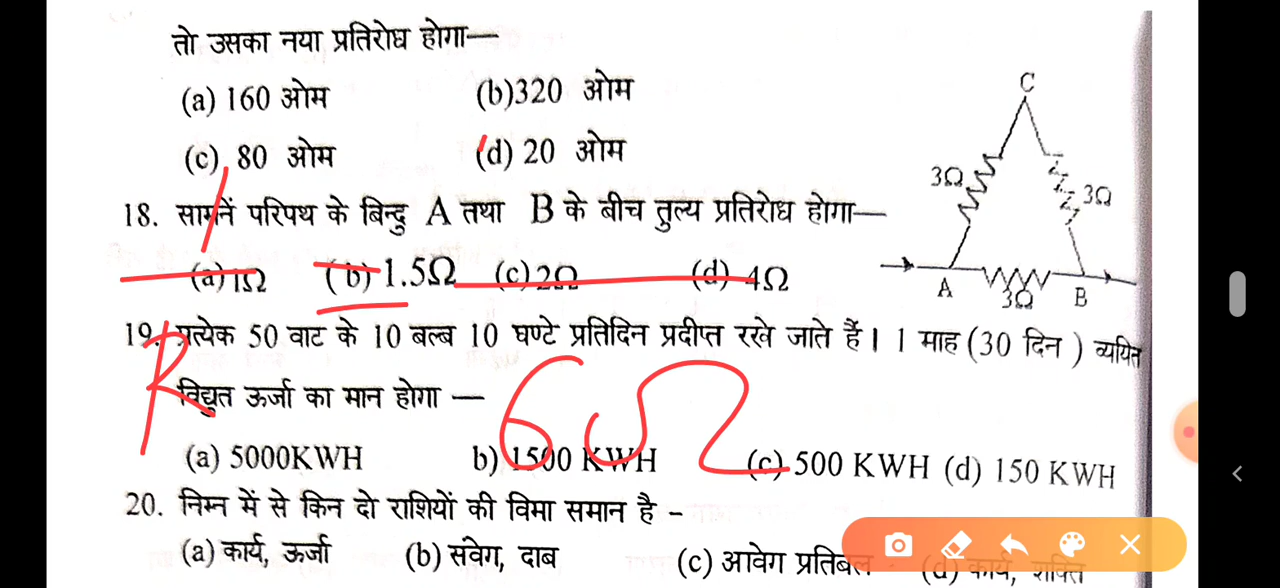 तो उसका नया प्रतिरोध होगा—
(a) 160 ओम (b)320 ओम
(c) 80 ओम (d) 20 ओम
18. सामनें परिपथ के बिन्दु A तथा B के बीच तुल्य प्रतिरोध होगा—
(a) 1Ω (b) 1.5Ω (c) 2Ω (d) 4Ω
C
3Ω 3Ω
A 3Ω B
19. प्रत्येक 50 वाट के 10 बल्ब 10 घण्टे प्रतिदिन प्रदीप्त रखे जाते हैं। 1 माह (30 दिन ) व्ययित
विद्युत ऊर्जा का मान होगा —
(a) 5000KWH b) 1500 KWH (c) 500 KWH (d) 150 KWH
R 6Ω
20. निम्न में से किन दो राशियों की विमा समान है -
(a) कार्य, ऊर्जा (b) संवेग, दाब (c) आवेग प्रतिबल (d) कार्य, शक्ति